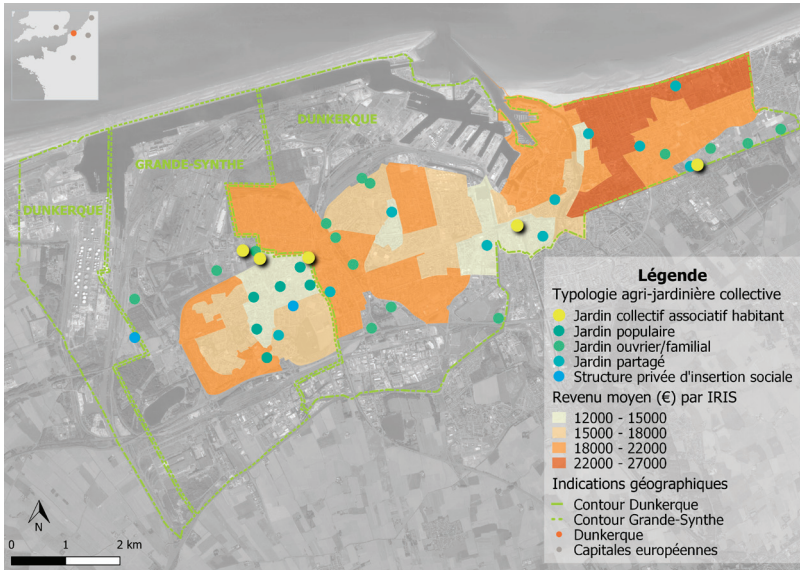 DUNKERQUE
GRANDE-SYNTHE
DUNKERQUE
Légende
Typologie agri-jardinière collective
Jardin collectif associatif habitant
Jardin populaire
Jardin ouvrier/familial
Jardin partagé
Structure privée d'insertion sociale
Revenu moyen (€) par IRIS
12000 - 15000
15000 - 18000
18000 - 22000
22000 - 27000
Indications géographiques
Contour Dunkerque
Contour Grande-Synthe
Dunkerque
Capitales européennes
N
0 1 2 km